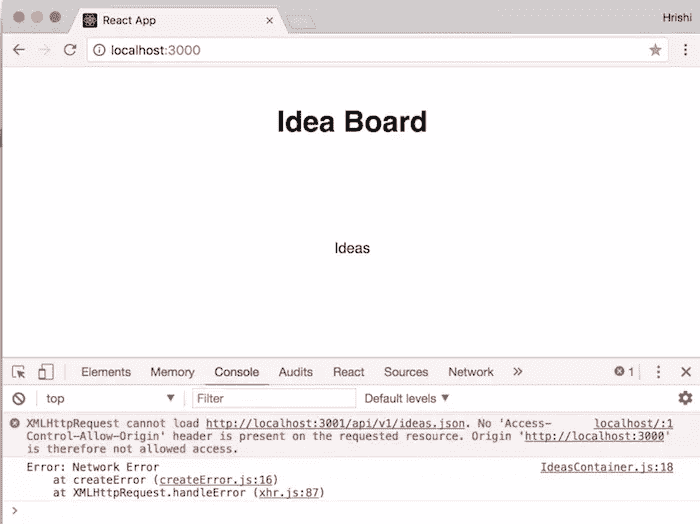 React App
Hrishi
localhost:3000
Idea Board
Ideas
Elements Memory Console Audits React Sources Network » 1
top Filter Default levels
XMLHttpRequest cannot load http://localhost:3001/api/v1/ideas.json. No 'Access- localhost/:1
Control-Allow-Origin' header is present on the requested resource. Origin 'http://localhost:3000'
is therefore not allowed access.
Error: Network Error IdeasContainer.js:18
at createError (createError.js:16)
at XMLHttpRequest.handleError (xhr.js:87)